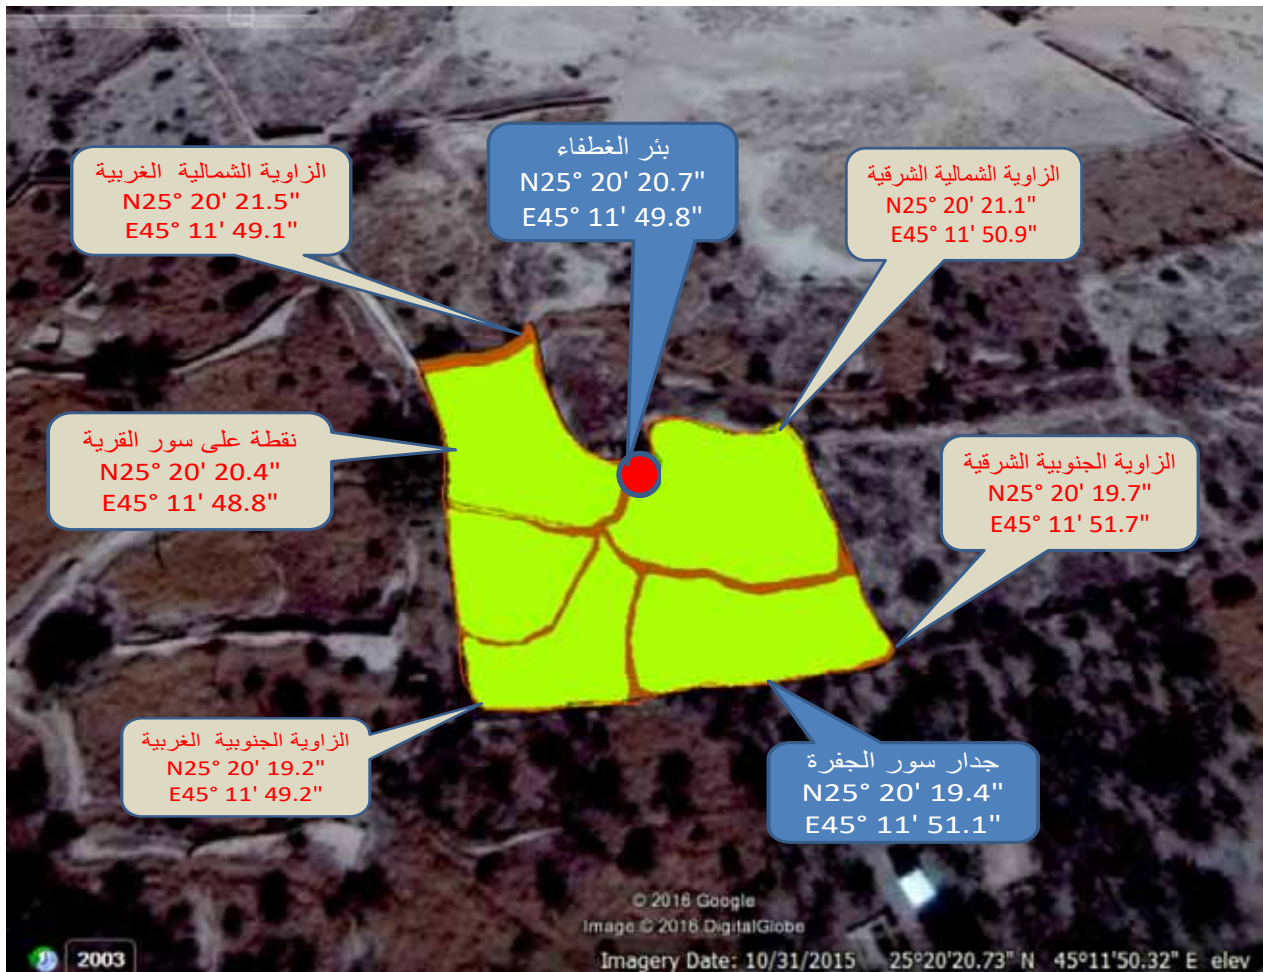 بئر الغطفاء
N25° 20' 20.7"
E45° 11' 49.8"
الزاوية الشمالية الشرقية
N25° 20' 21.1"
E45° 11' 50.9"
الزاوية الشمالية الغربية
N25° 20' 21.5"
E45° 11' 49.1"
نقطة على سور القرية
N25° 20' 20.4"
E45° 11' 48.8"
الزاوية الجنوبية الشرقية
N25° 20' 19.7"
E45° 11' 51.7"
الزاوية الجنوبية الغربية
N25° 20' 19.2"
E45° 11' 49.2"
جدار سور الجفرة
N25° 20' 19.4"
E45° 11' 51.1"
© 2016 Google
Image © 2016 DigitalGlobe
2003
Imagery Date: 10/31/2015 25°20'20.73" N 45°11'50.32" E elev